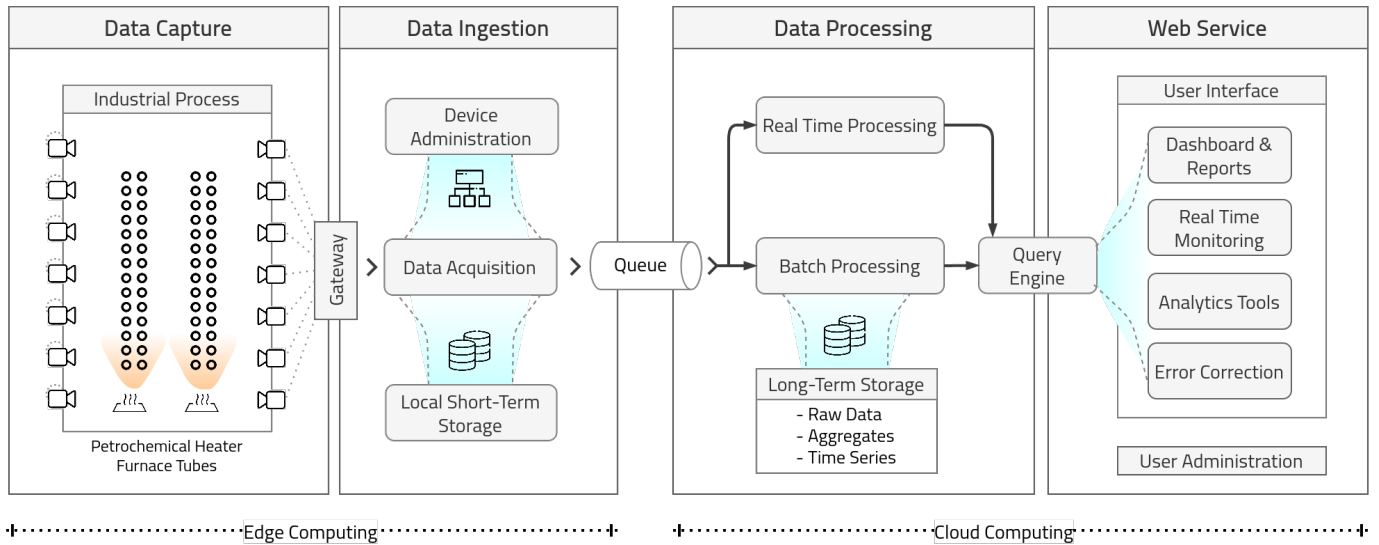 Data Capture
Industrial Process
Petrochemical Heater
Furnace Tubes
Gateway
Data Ingestion
Device
Administration
Data Acquisition
Local Short-Term
Storage
Queue
Data Processing
Real Time Processing
Batch Processing
Long-Term Storage
- Raw Data
- Aggregates
- Time Series
Query
Engine
Web Service
User Interface
Dashboard &
Reports
Real Time
Monitoring
Analytics Tools
Error Correction
User Administration
Edge Computing
Cloud Computing